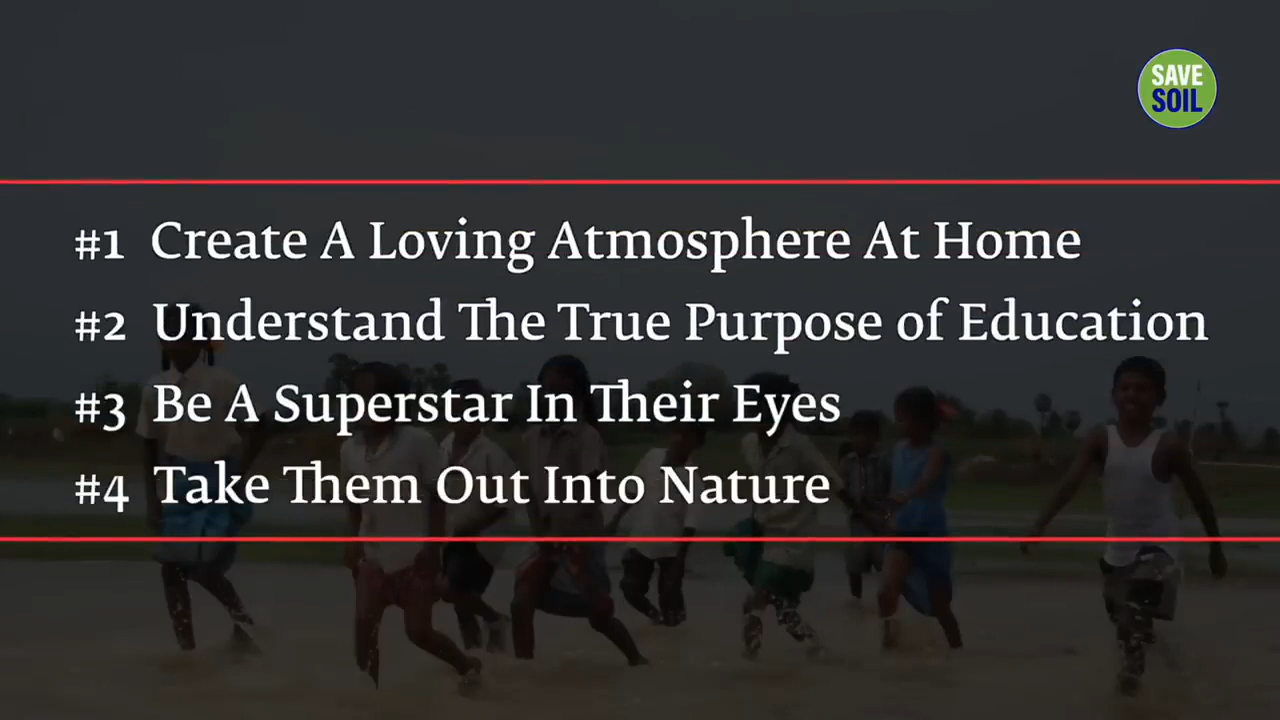 SAVE
SOIL
#1 Create A Loving Atmosphere At Home
#2 Understand The True Purpose of Education
#3 Be A Superstar In Their Eyes
#4 Take Them Out Into Nature